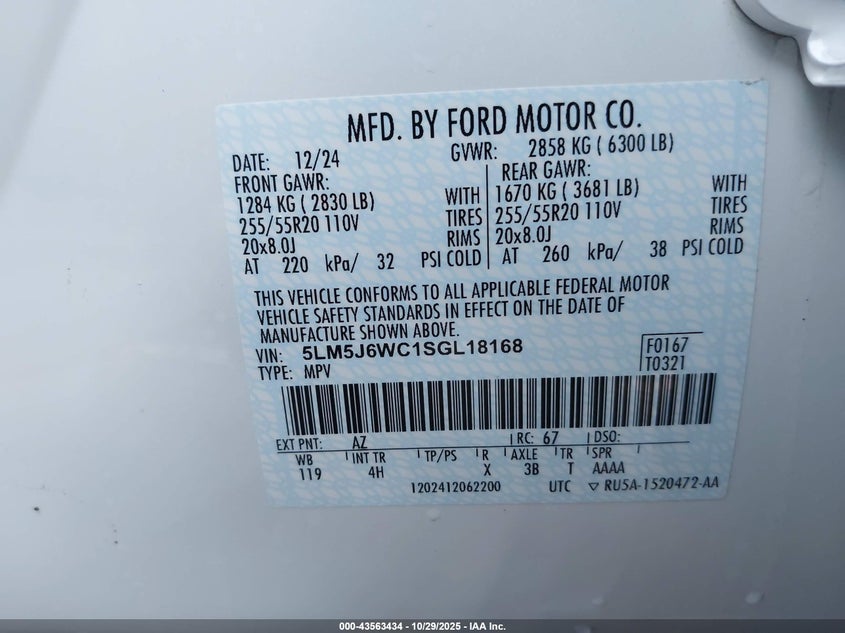 MFD. BY FORD MOTOR CO.
DATE: 12/24 GVWR: 2858 KG ( 6300 LB)
FRONT GAWR: REAR GAWR:
1284 KG ( 2830 LB) WITH 1670 KG ( 3681 LB) WITH
255/55R20 110V TIRES 255/55R20 110V TIRES
20x8.0J RIMS 20x8.0J RIMS
AT 220 kPa/ 32 PSI COLD AT 260 kPa/ 38 PSI COLD
THIS VEHICLE CONFORMS TO ALL APPLICABLE FEDERAL MOTOR
VEHICLE SAFETY STANDARDS IN EFFECT ON THE DATE OF
MANUFACTURE SHOWN ABOVE.
VIN: 5LM5J6WC1SGL18168 F0167
TYPE: MPV T0321
EXT PNT: AZ RC: 67 DSO:
WB INT TR TP/PS R AXLE TR SPR
119 4H X 3B T AAAA
1202412062200 UTC ▽ RU5A-1520472-AA
000-43563434 - 10/29/2025 - IAA Inc.